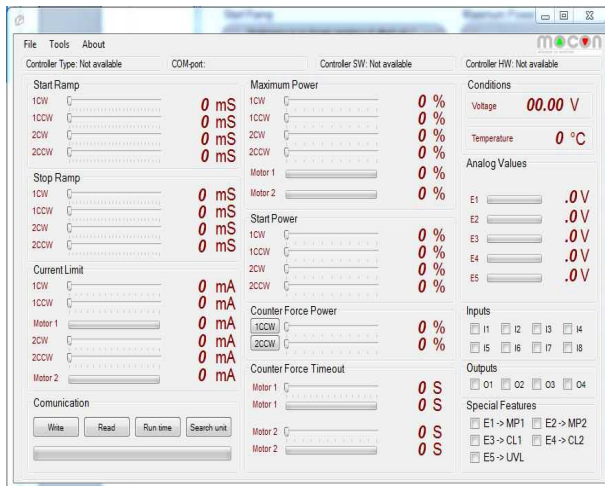 File Tools About
mocon
Controller Type: Not available COM-port: Controller SW: Not available Controller HW: Not available
Start Ramp
1CW 0 mS
1CCW 0 mS
2CW 0 mS
2CCW 0 mS
Stop Ramp
1CW 0 mS
1CCW 0 mS
2CW 0 mS
2CCW 0 mS
Current Limit
1CW 0 mA
1CCW 0 mA
Motor 1 0 mA
2CW 0 mA
2CCW 0 mA
Motor 2 0 mA
Comunication
Write Read Run time Search unit
Maximum Power
1CW 0 %
1CCW 0 %
2CW 0 %
2CCW 0 %
Motor 1 0 %
Motor 2 0 %
Start Power
1CW 0 %
1CCW 0 %
2CW 0 %
2CCW 0 %
Counter Force Power
1CCW 0 %
2CCW 0 %
Counter Force Timeout
Motor 1 0 S
Motor 1 0 S
Motor 2 0 S
Motor 2 0 S
Conditions
Voltage 00.00 V
Temperature 0 °C
Analog Values
E1 .0 V
E2 .0 V
E3 .0 V
E4 .0 V
E5 .0 V
Inputs
I1 I2 I3 I4
I5 I6 I7 I8
Outputs
O1 O2 O3 O4
Special Features
E1 -> MP1 E2 -> MP2
E3 -> CL1 E4 -> CL2
E5 -> UVL